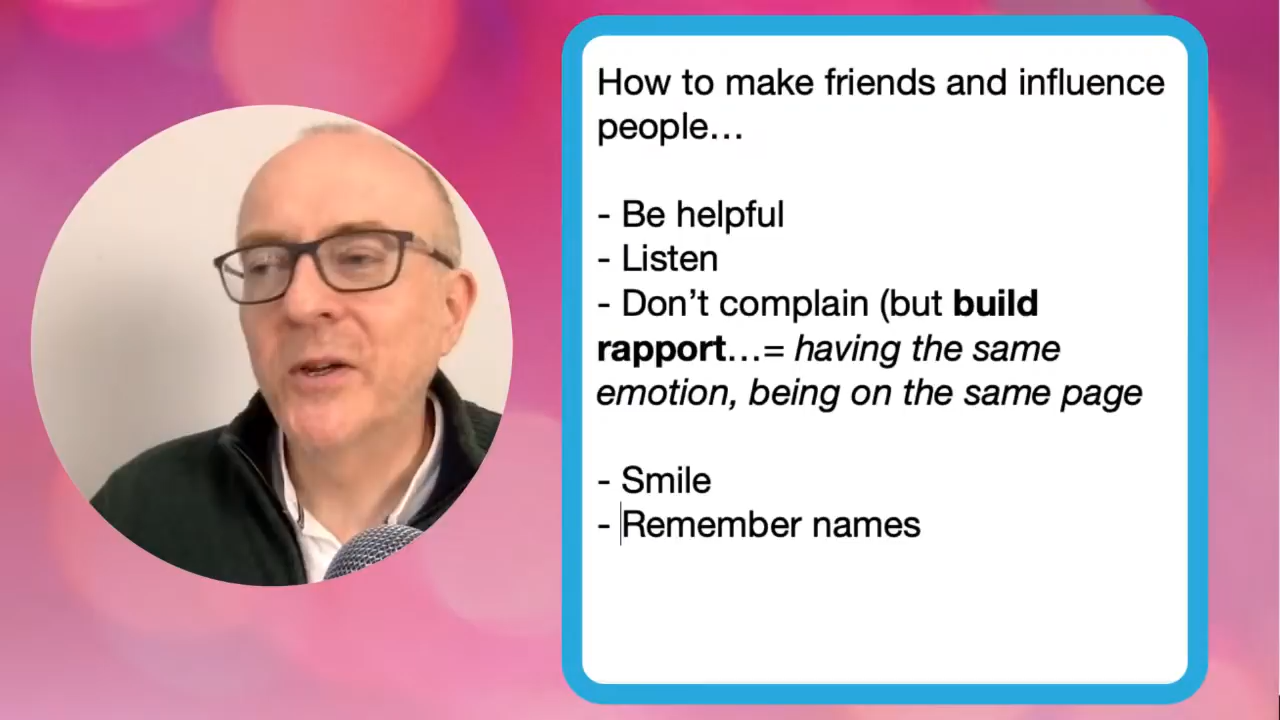 How to make friends and influence
people…
- Be helpful
- Listen
- Don’t complain (but build
rapport…= having the same
emotion, being on the same page
- Smile
- Remember names